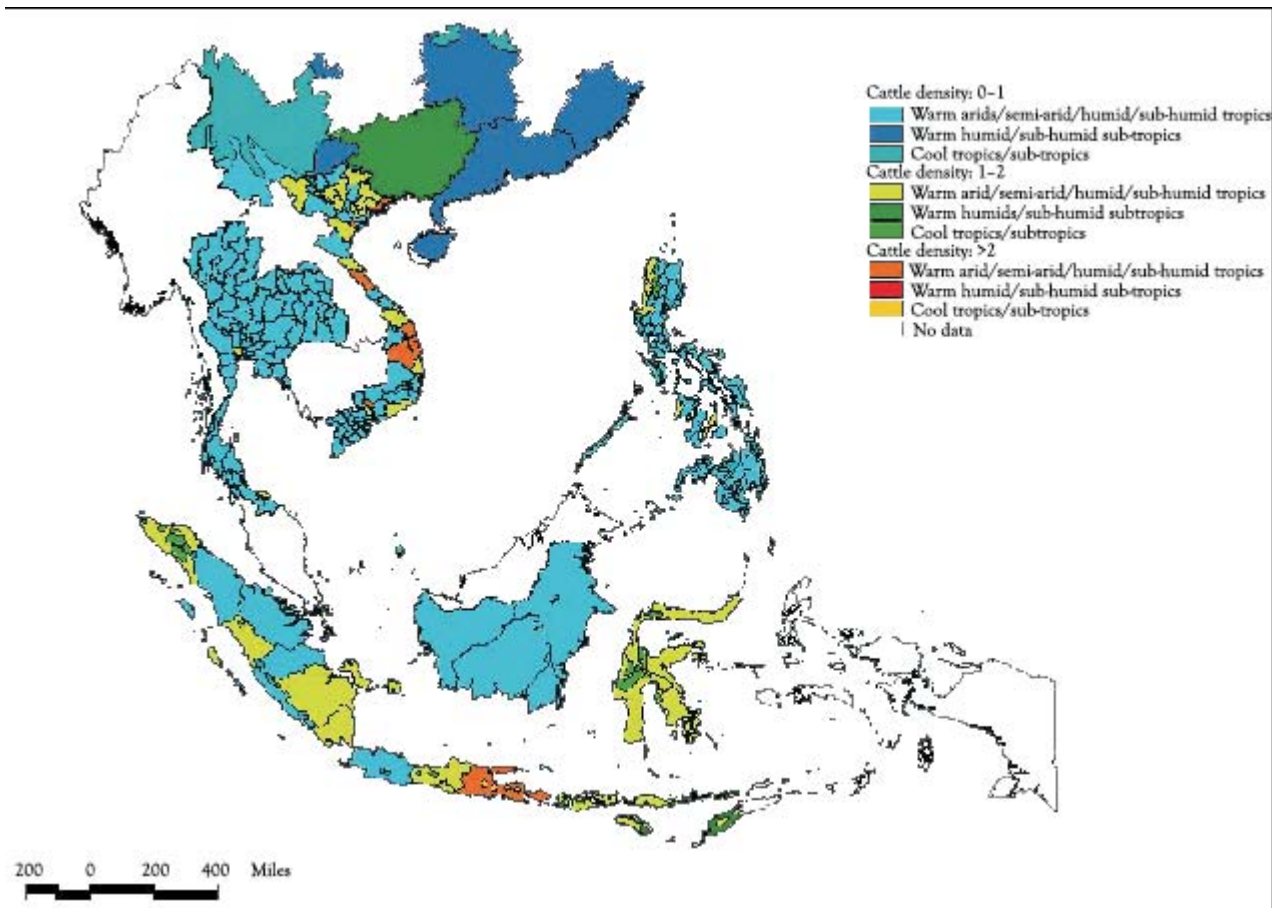 Cattle density: 0–1
Warm arids/semi-arid/humid/sub-humid tropics
Warm humid/sub-humid sub-tropics
Cool tropics/sub-tropics
Cattle density: 1–2
Warm arid/semi-arid/humid/sub-humid tropics
Warm humids/sub-humid subtropics
Cool tropics/subtropics
Cattle density: >2
Warm arid/semi-arid/humid/sub-humid tropics
Warm humid/sub-humid sub-tropics
Cool tropics/sub-tropics
No data
200 0 200 400 Miles